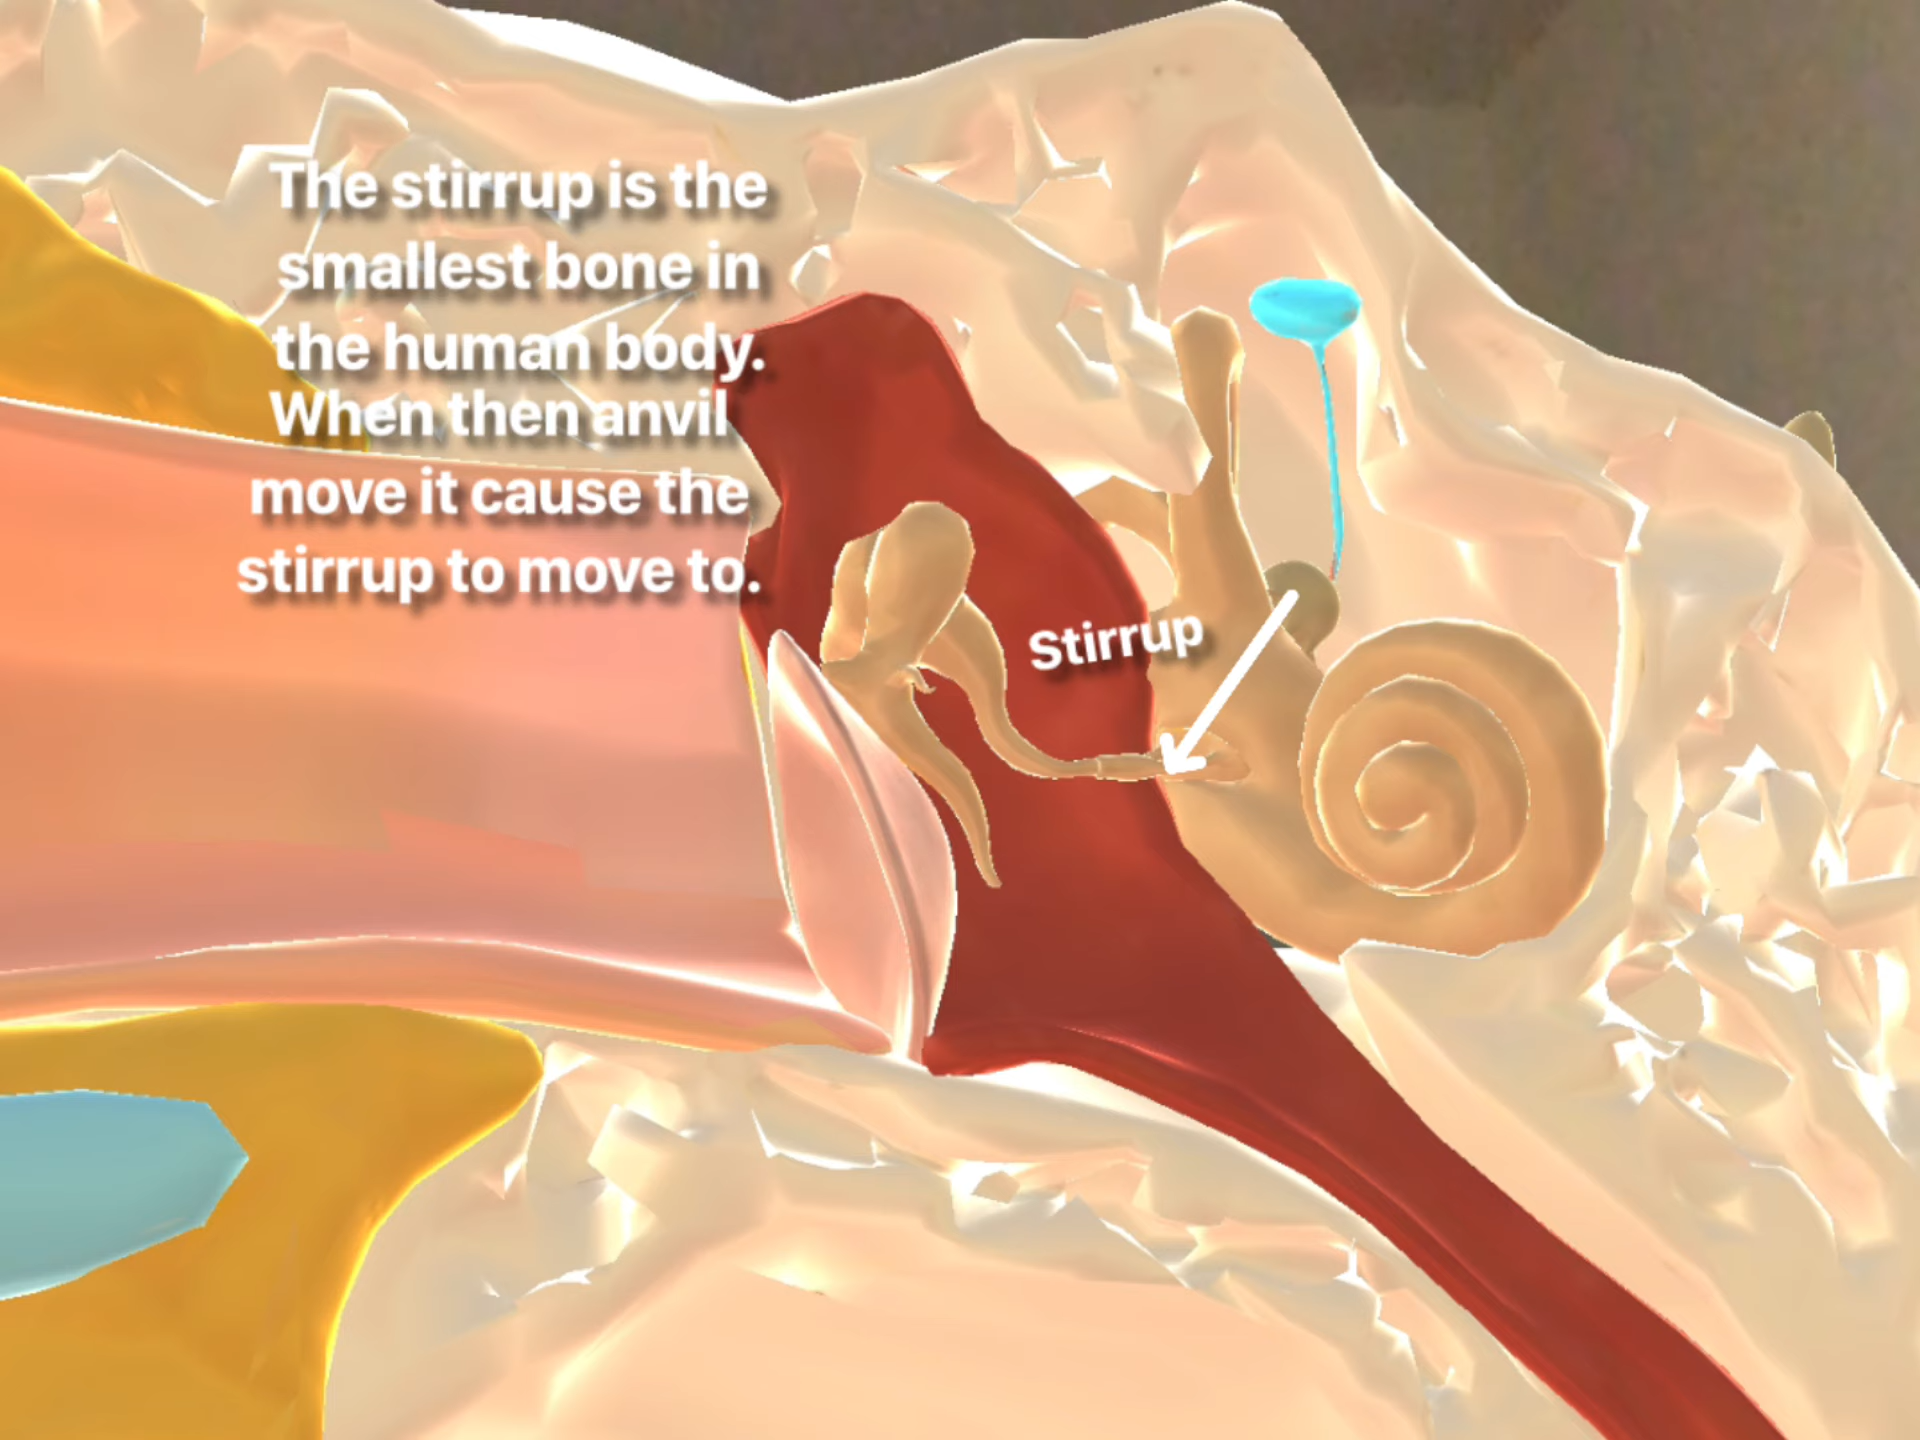 The stirrup is the
smallest bone in
the human body.
When then anvil
move it cause the
stirrup to move to.
Stirrup